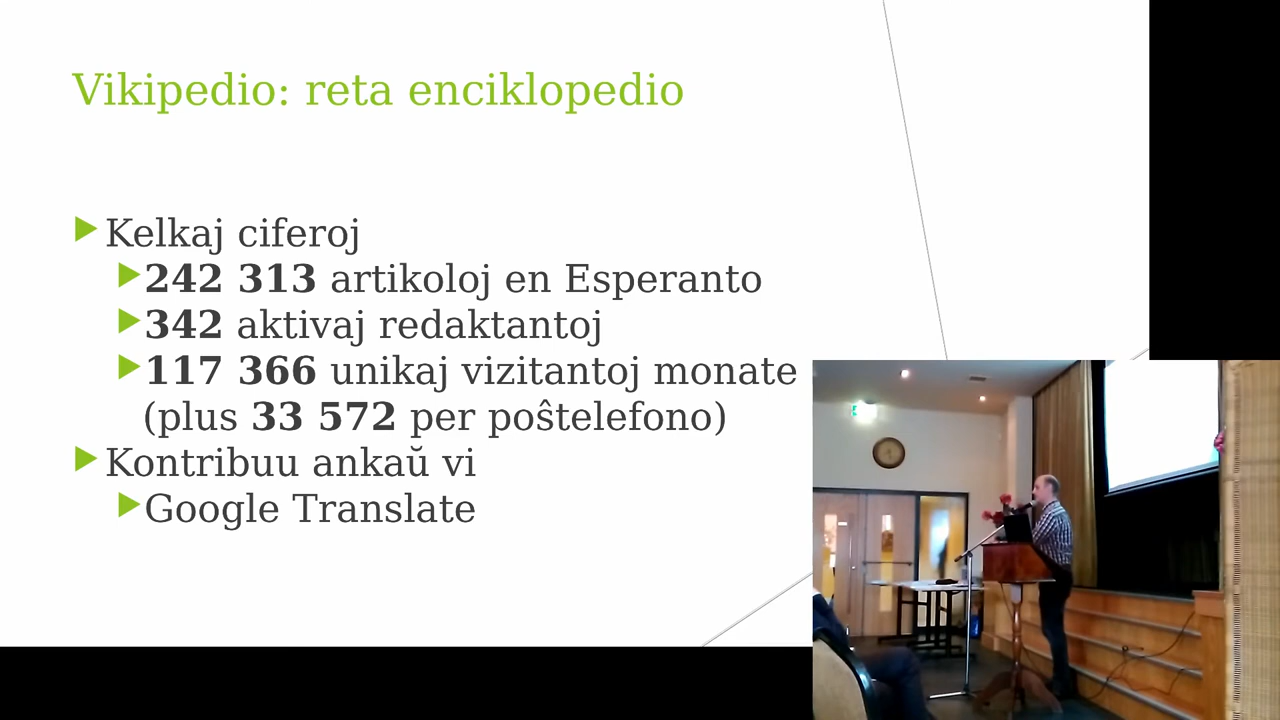 Vikipedio: reta enciklopedio
Kelkaj ciferoj
242 313 artikoloj en Esperanto
342 aktivaj redaktantoj
117 366 unikaj vizitantoj monate
(plus 33 572 per poŝtelefono)
Kontribuu ankaŭ vi
Google Translate